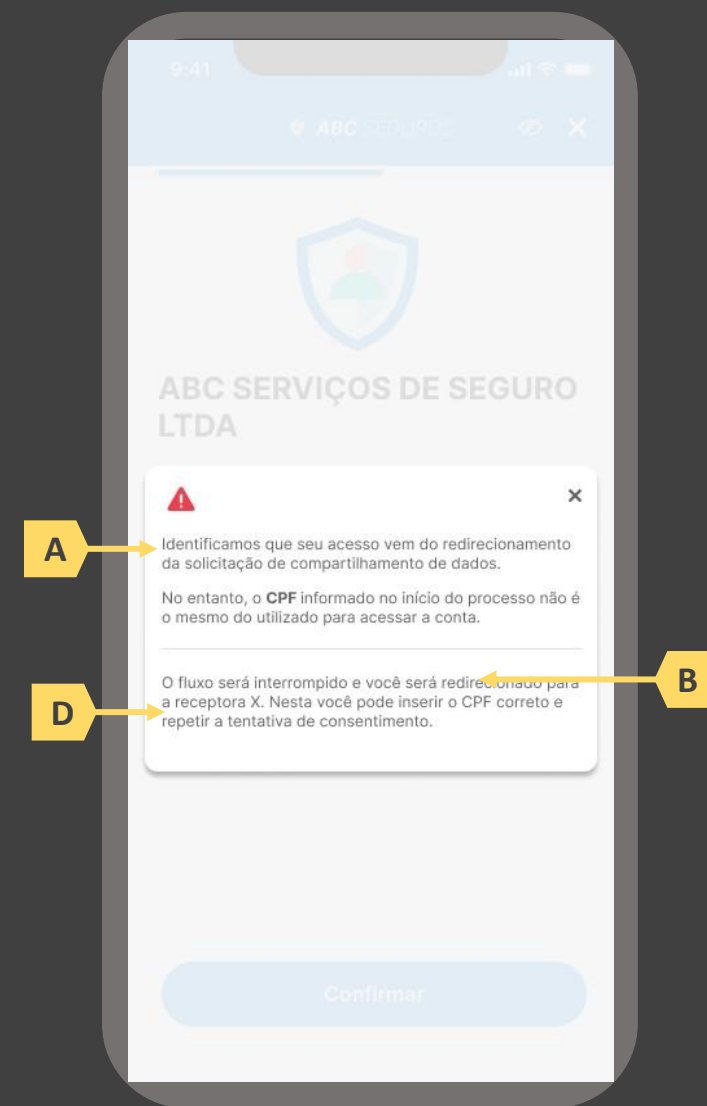 9:41
ABC SEGUROS
ABC SERVIÇOS DE SEGURO
LTDA
A
Identificamos que seu acesso vem do redirecionamento
da solicitação de compartilhamento de dados.
No entanto, o CPF informado no início do processo não é
o mesmo do utilizado para acessar a conta.
B
O fluxo será interrompido e você será redirecionado para
D
a receptora X. Nesta você pode inserir o CPF correto e
repetir a tentativa de consentimento.
Confirmar